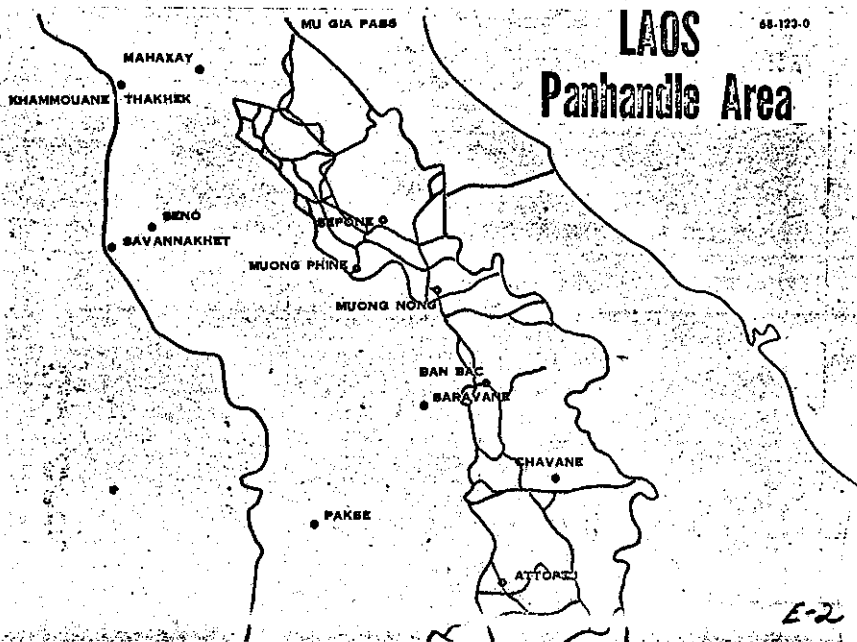 MU GIA PASS
LAOS
68-123-0
Panhandle Area
MAHAXAY
KHAMMOUANE THAKHEK
SENO
SAVANNAKHET
SEPONE
MUONG PHINE
MUONG NONG
BAN BAC
SARAVANE
CHAVANE
PAKSE
ATTOPEU
E-2